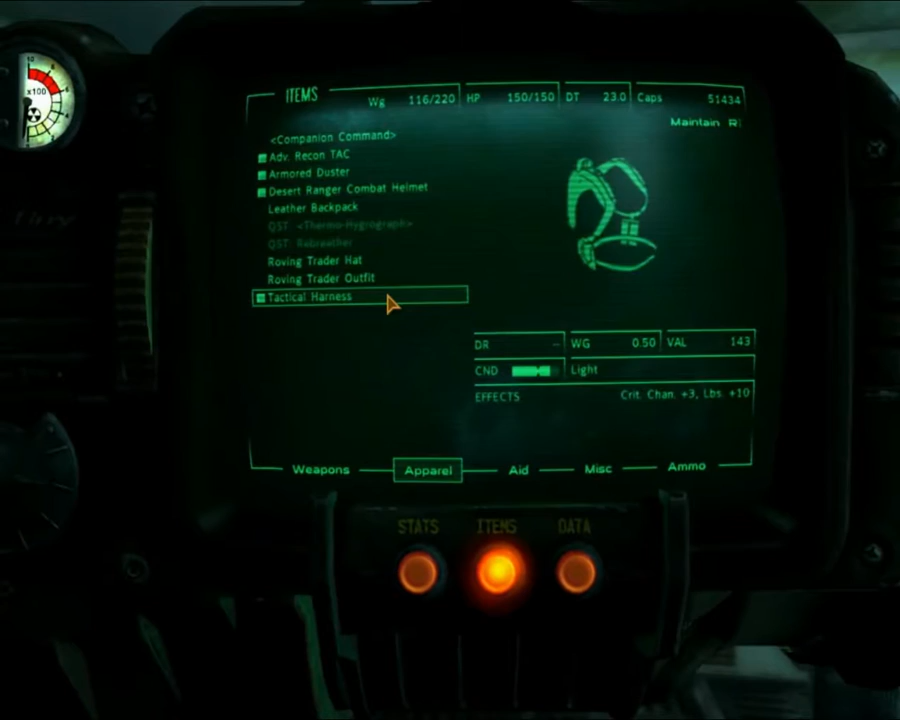 x100
ITEMS Wg 116/220 HP 150/150 DT 23.0 Caps 51434
Maintain R
<Companion Command>
Adv. Recon TAC
Armored Duster
Desert Ranger Combat Helmet
Leather Backpack
QST <Thermo-Hygrograph>
QST Rebreather
Roving Trader Hat
Roving Trader Outfit
Tactical Harness
DR -- WG 0.50 VAL 143
CND Light
EFFECTS Crit. Chan. +3, Lbs. +10
Weapons Apparel Aid Misc Ammo
STATS ITEMS DATA